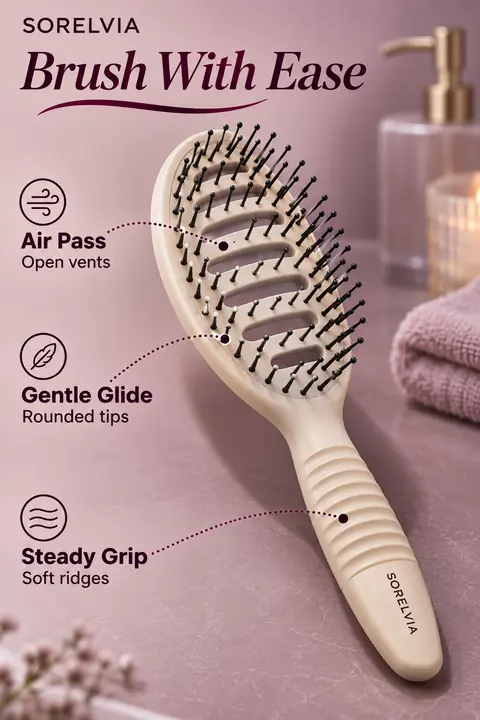 SORELVIA
Brush With Ease
Air Pass
Open vents
Gentle Glide
Rounded tips
Steady Grip
Soft ridges
SORELVIA